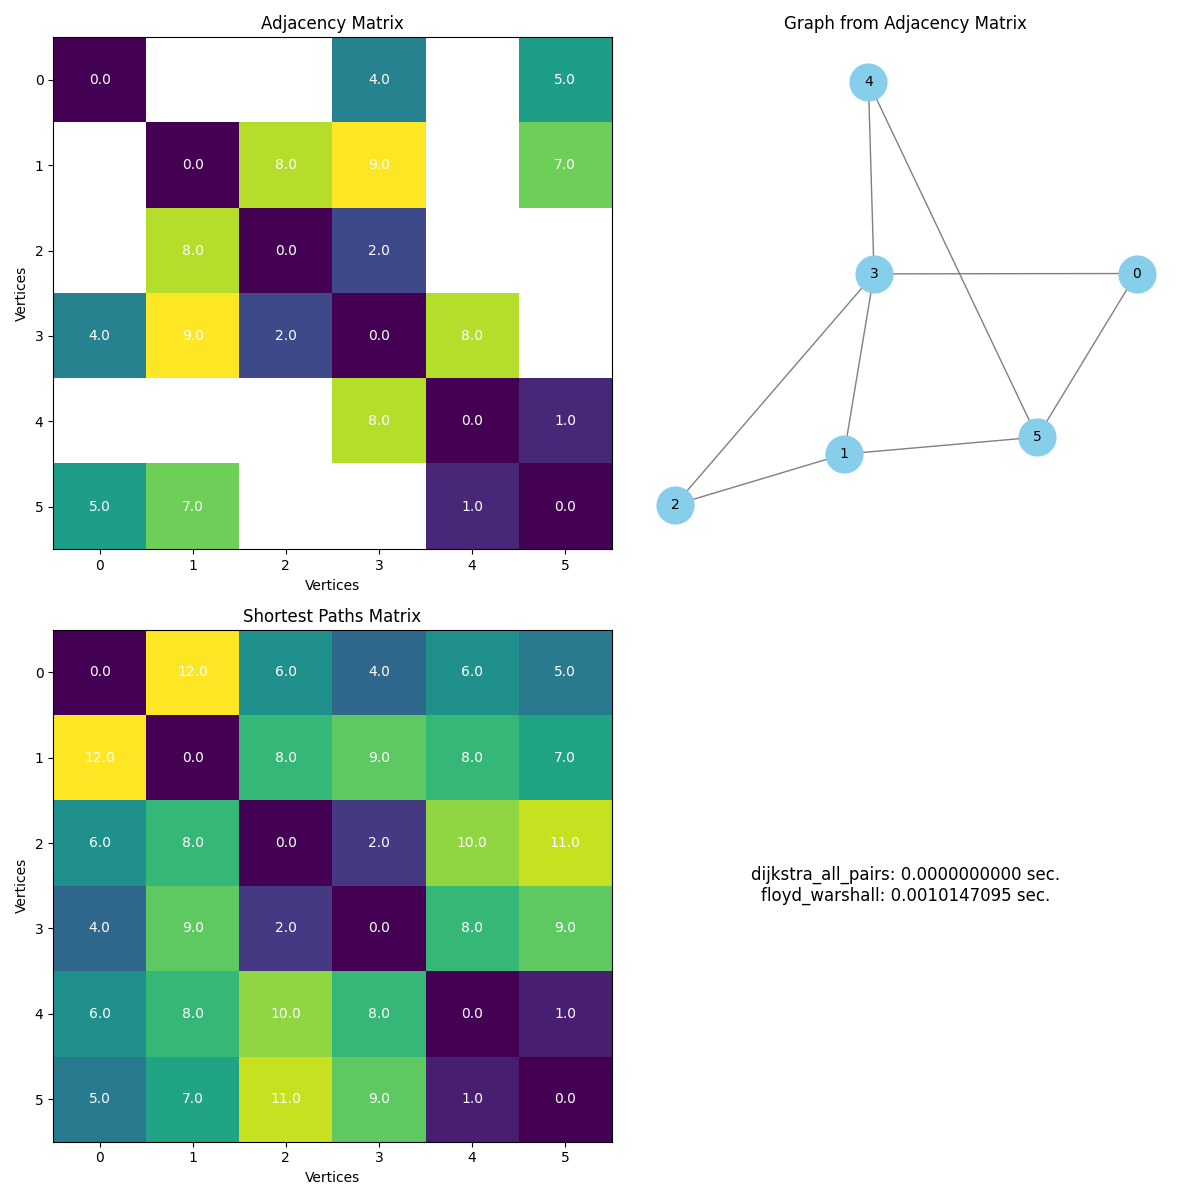 Adjacency Matrix
0 0.0 4.0 5.0
1 0.0 8.0 9.0 7.0
2 8.0 0.0 2.0
3 4.0 9.0 2.0 0.0 8.0
4 8.0 0.0 1.0
5 5.0 7.0 1.0 0.0
0 1 2 3 4 5
Vertices
Vertices
Graph from Adjacency Matrix
4
3
0
5
1
2
Shortest Paths Matrix
0 0.0 12.0 6.0 4.0 6.0 5.0
1 12.0 0.0 8.0 9.0 8.0 7.0
2 6.0 8.0 0.0 2.0 10.0 11.0
3 4.0 9.0 2.0 0.0 8.0 9.0
4 6.0 8.0 10.0 8.0 0.0 1.0
5 5.0 7.0 11.0 9.0 1.0 0.0
0 1 2 3 4 5
Vertices
Vertices
dijkstra_all_pairs: 0.0000000000 sec.
floyd_warshall: 0.0010147095 sec.